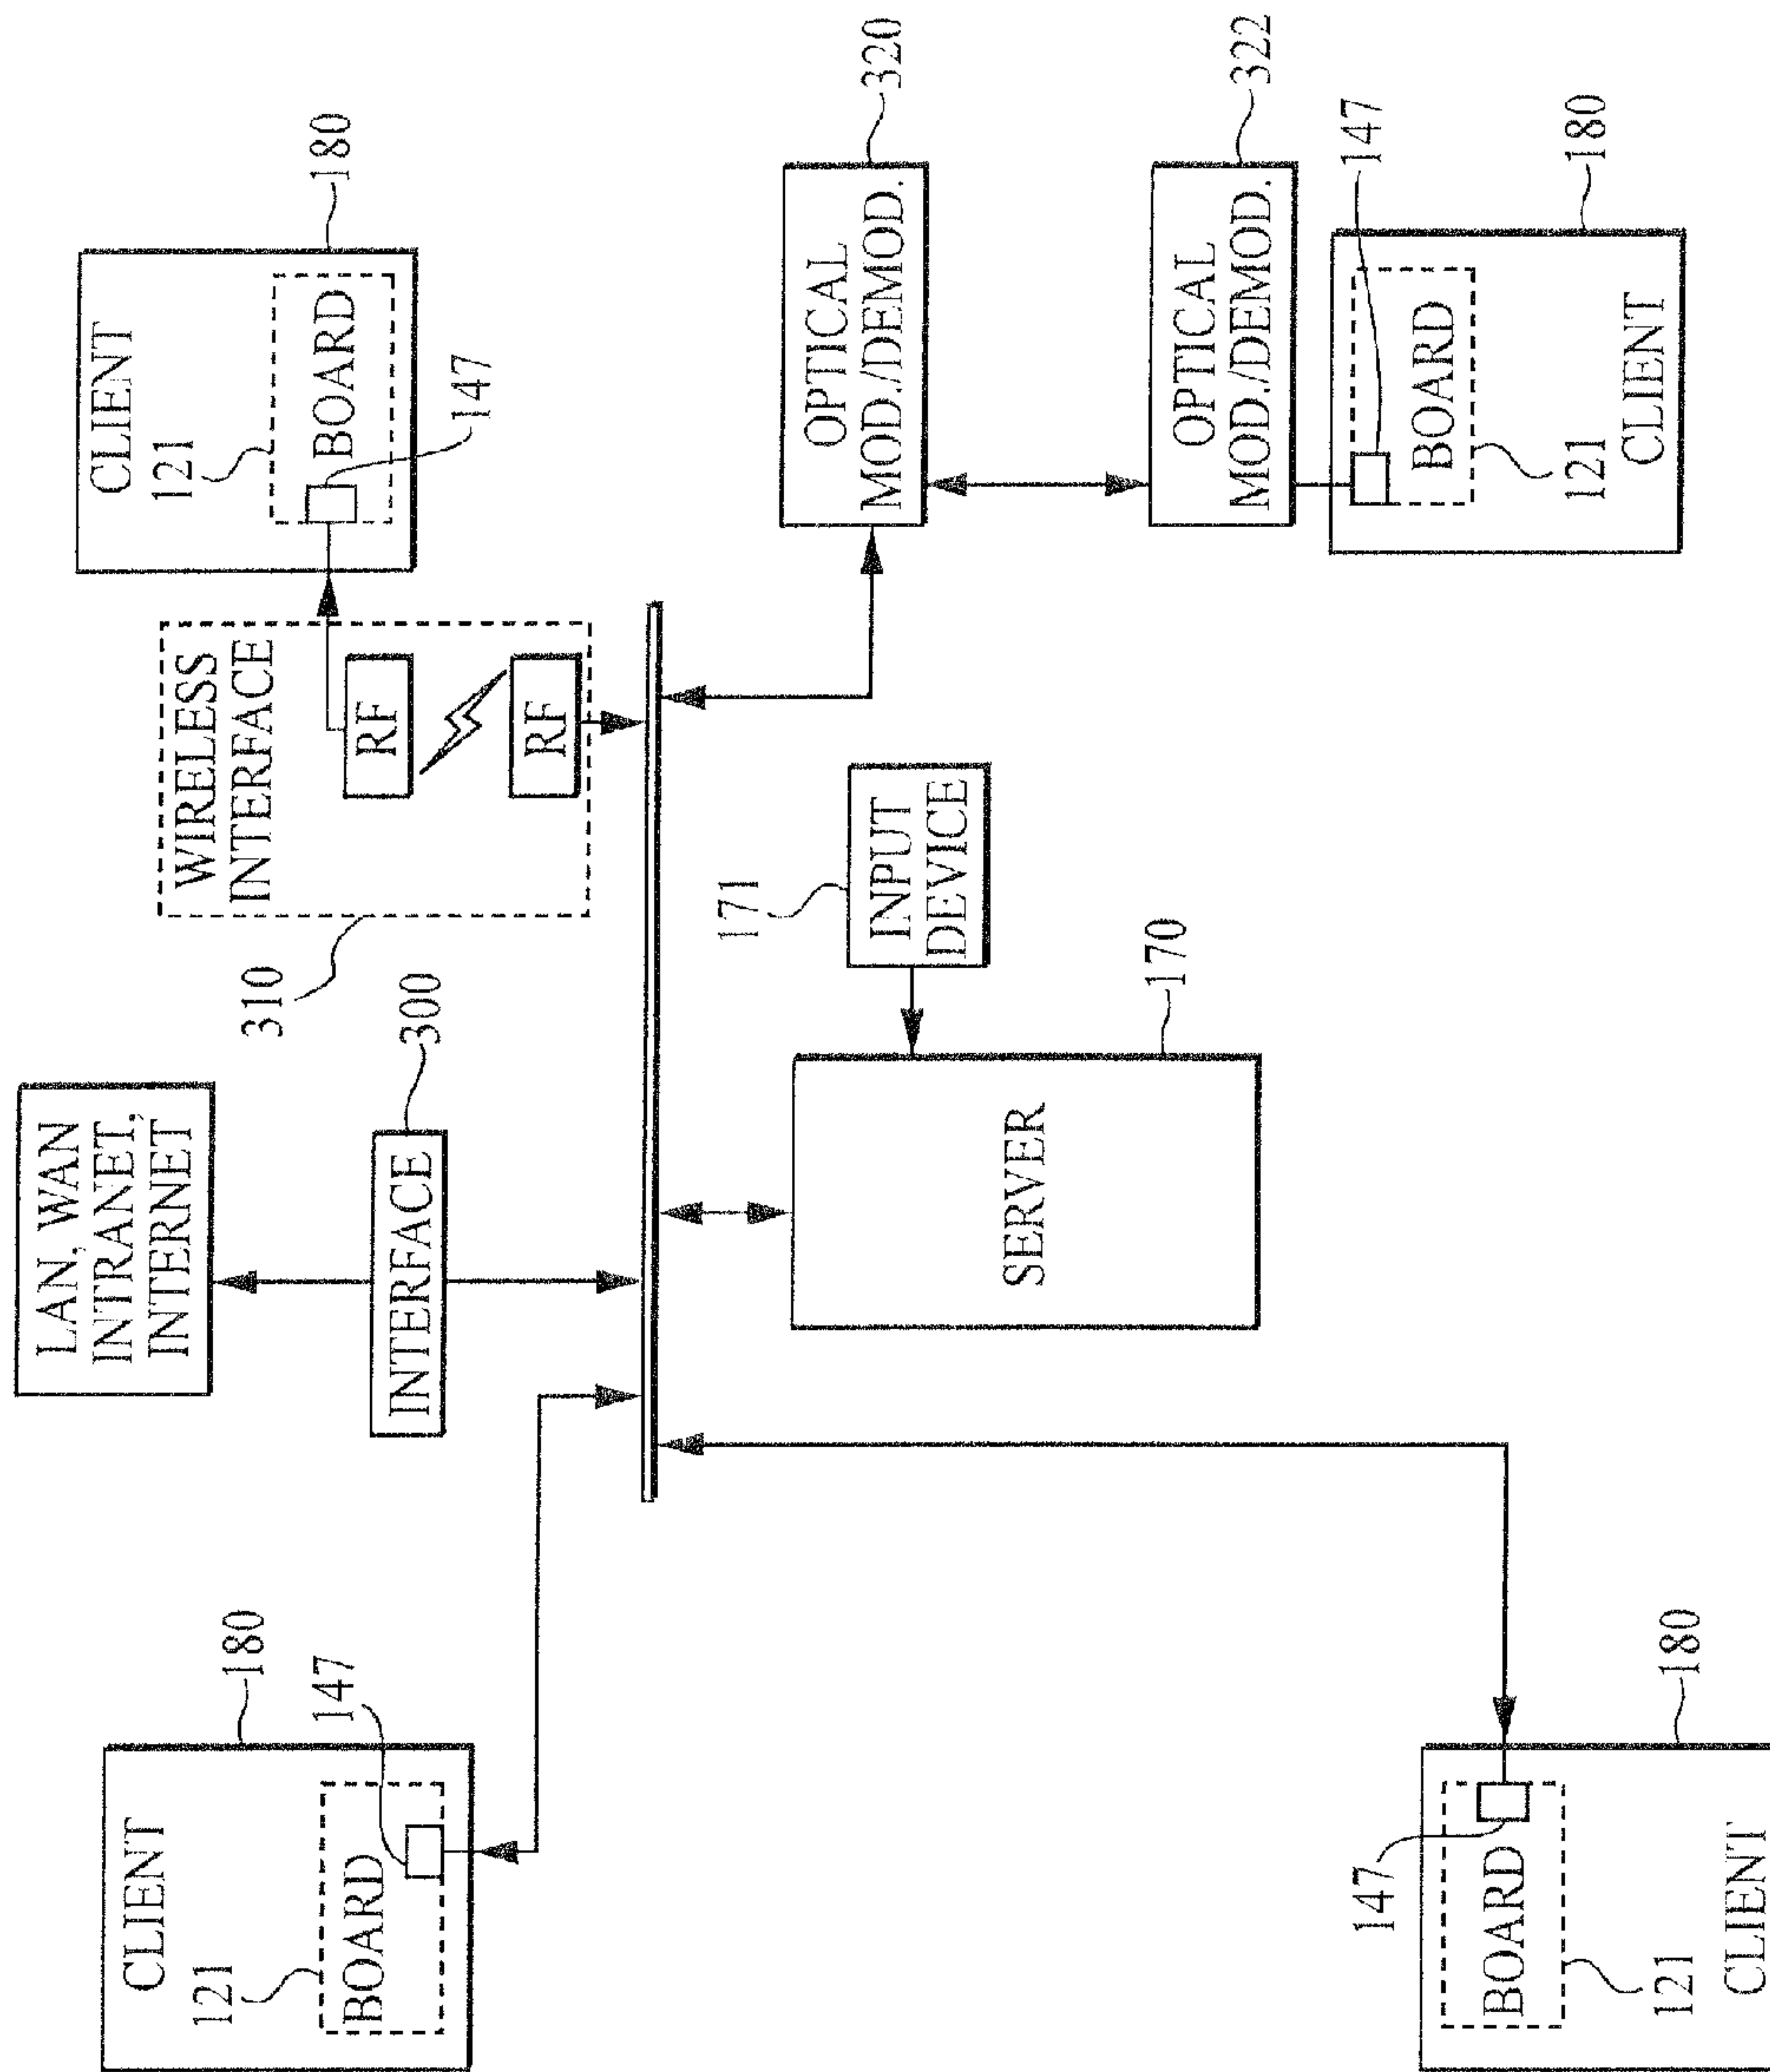 CLIENT
121
BOARD
147
180
LAN, WAN
INTRANET,
INTERNET
INTERFACE
300
310
WIRELESS
INTERFACE
RF
RF
CLIENT
121
BOARD
147
180
SERVER
170
171
INPUT
DEVICE
OPTICAL
MOD./DEMOD.
320
OPTICAL
MOD./DEMOD.
322
147
BOARD
121
CLIENT
180
147
BOARD
121
CLIENT
180